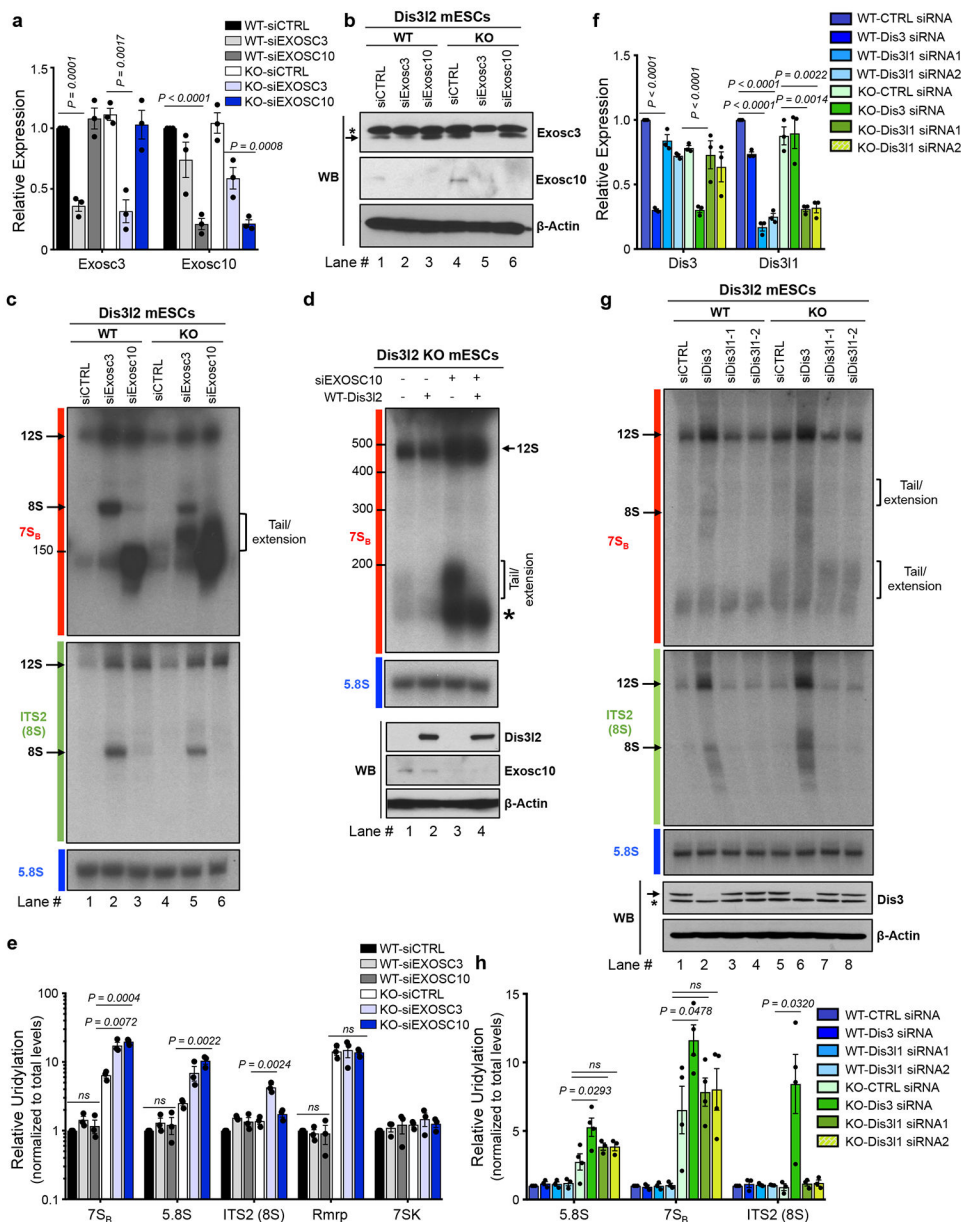 a
WT-siCTRL
WT-siEXOSC3
WT-siEXOSC10
KO-siCTRL
KO-siEXOSC3
KO-siEXOSC10
P = 0.0001
P = 0.0017
P < 0.0001
P = 0.0008
Relative Expression
1.5
1.0
0.5
0
Exosc3
Exosc10
b
Dis3l2 mESCs
WT
KO
siCTRL
siExosc3
siExosc10
siCTRL
siExosc3
siExosc10
*
Exosc3
WB
Exosc10
β-Actin
Lane # 1 2 3 4 5 6
f
WT-CTRL siRNA
WT-Dis3 siRNA
WT-Dis3l1 siRNA1
WT-Dis3l1 siRNA2
KO-CTRL siRNA
KO-Dis3 siRNA
KO-Dis3l1 siRNA1
KO-Dis3l1 siRNA2
P < 0.0001
P < 0.0001
P < 0.0001
P < 0.0001
P = 0.0022
P = 0.0014
Relative Expression
1.5
1.0
0.5
0
Dis3
Dis3l1
c
Dis3l2 mESCs
WT
KO
siCTRL
siExosc3
siExosc10
siCTRL
siExosc3
siExosc10
12S
8S
7SB
150
Tail/
extension
12S
ITS2
(8S)
8S
5.8S
Lane # 1 2 3 4 5 6
d
Dis3l2 KO mESCs
siEXOSC10 - - + +
WT-Dis3l2 - + - +
500
12S
400
300
7SB
200
Tail/
extension
*
5.8S
Dis3l2
WB
Exosc10
β-Actin
Lane # 1 2 3 4
g
Dis3l2 mESCs
WT
KO
siCTRL
siDis3
siDis3l1-1
siDis3l1-2
siCTRL
siDis3
siDis3l1-1
siDis3l1-2
12S
Tail/
extension
8S
7SB
Tail/
extension
12S
ITS2
(8S)
8S
5.8S
WB
*
Dis3
β-Actin
Lane # 1 2 3 4 5 6 7 8
e
WT-siCTRL
WT-siEXOSC3
WT-siEXOSC10
KO-siCTRL
KO-siEXOSC3
KO-siEXOSC10
P = 0.0004
P = 0.0072
P = 0.0022
P = 0.0024
ns
ns
ns
ns
ns
Relative Uridylation
(normalized to total levels)
100
10
1
0.1
7SB
5.8S
ITS2 (8S)
Rmrp
7SK
h
WT-CTRL siRNA
WT-Dis3 siRNA
WT-Dis3l1 siRNA1
WT-Dis3l1 siRNA2
KO-CTRL siRNA
KO-Dis3 siRNA
KO-Dis3l1 siRNA1
KO-Dis3l1 siRNA2
ns
ns
P = 0.0293
ns
ns
P = 0.0478
P = 0.0320
Relative Uridylation
(normalized to total levels)
15
10
5
0
5.8S
7SB
ITS2 (8S)